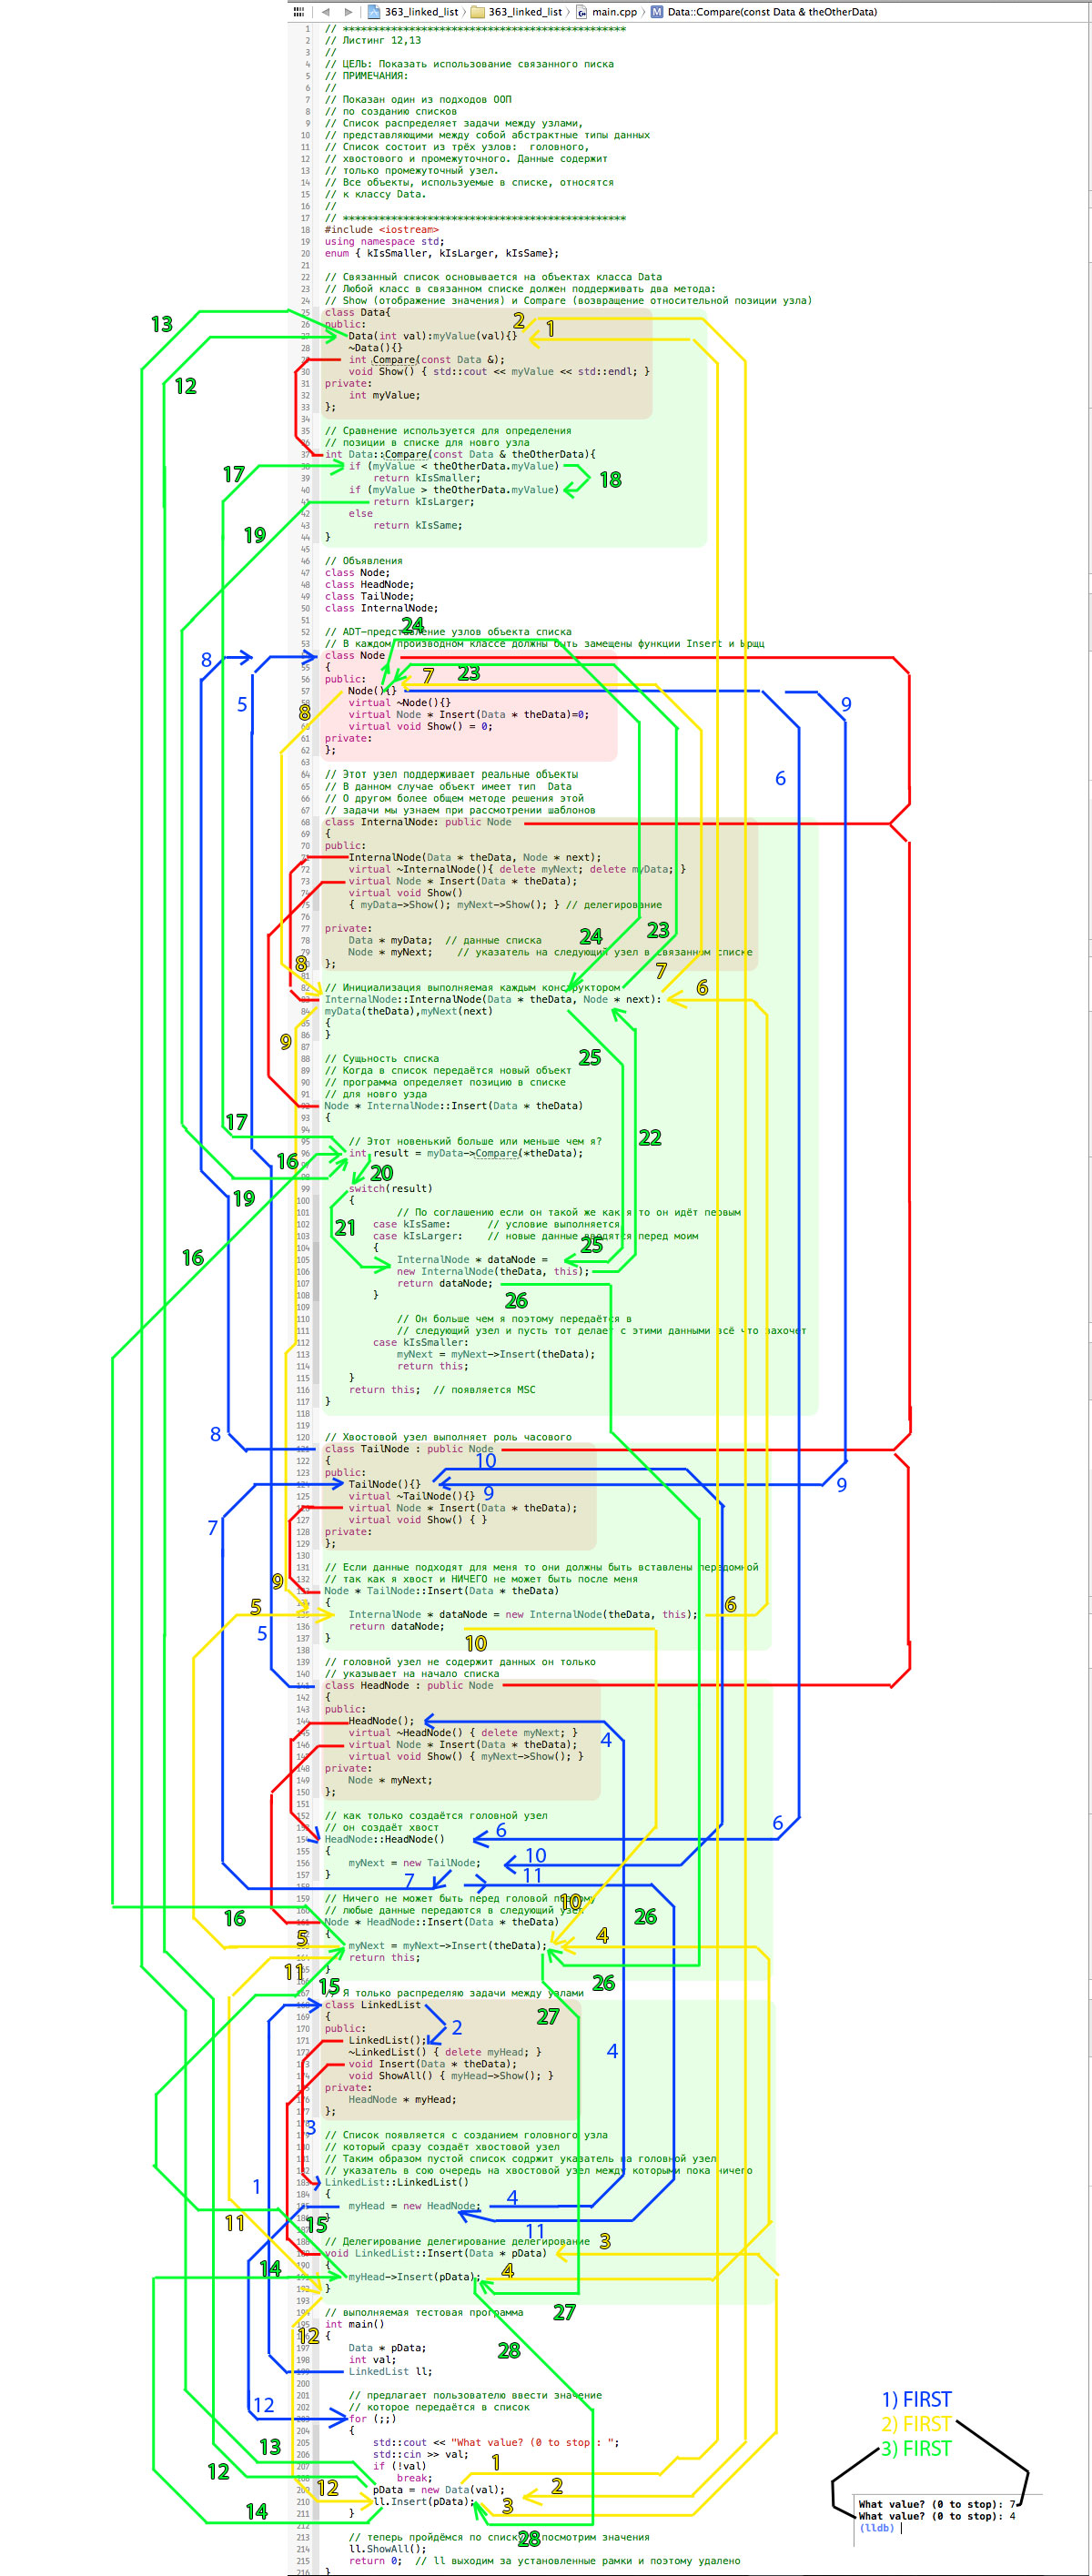 363_linked_list 〉 363_linked_list 〉 main.cpp 〉 M Data::Compare(const Data & theOtherData)
// ***********************************************
// Листинг 12,13
//
// ЦЕЛЬ: Показать использование связанного писка
// ПРИМЕЧАНИЯ:
//
// Показан один из подходов ООП
// по созданию списков
// Список распределяет задачи между узлами,
// представляющими между собой абстрактные типы данных
// Список состоит из трёх узлов: головного,
// хвостового и промежуточного. Данные содержит
// только промежуточный узел.
// Все объекты, используемые в списке, относятся
// к классу Data.
//
// ***********************************************
#include <iostream>
using namespace std;
enum { kIsSmaller, kIsLarger, kIsSame};
// Связанный список основывается на объектах класса Data
// Любой класс в связанном списке должен поддерживать два метода:
// Show (отображение значения) и Compare (возвращение относительной позиции узла)
class Data{
public:
Data(int val):myValue(val){}
~Data(){}
int Compare(const Data &);
void Show() { std::cout << myValue << std::endl; }
private:
int myValue;
};
// Сравнение используется для определения
// позиции в списке для новго узла
int Data::Compare(const Data & theOtherData){
if (myValue < theOtherData.myValue)
return kIsSmaller;
if (myValue > theOtherData.myValue)
return kIsLarger;
else
return kIsSame;
}
// Объявления
class Node;
class HeadNode;
class TailNode;
class InternalNode;
// ADT-представление узлов объекта списка
// В каждом производном классе должны быть замещены функции Insert и Ырщц
class Node
{
public:
Node(){}
virtual ~Node(){}
virtual Node * Insert(Data * theData)=0;
virtual void Show() = 0;
private:
};
// Этот узел поддерживает реальные объекты
// В данном случае объект имеет тип Data
// О другом более общем методе решения этой
// задачи мы узнаем при рассмотрении шаблонов
class InternalNode: public Node
{
public:
InternalNode(Data * theData, Node * next);
virtual ~InternalNode(){ delete myNext; delete myData; }
virtual Node * Insert(Data * theData);
virtual void Show()
{ myData->Show(); myNext->Show(); } // делегирование
private:
Data * myData; // данные списка
Node * myNext; // указатель на следующий узел в связанном списке
};
// Инициализация выполняемая каждым конструктором
InternalNode::InternalNode(Data * theData, Node * next):
myData(theData),myNext(next)
{
}
// Сущьность списка
// Когда в список передаётся новый объект
// программа определяет позицию в списке
// для новго узда
Node * InternalNode::Insert(Data * theData)
{
// Этот новенький больше или меньше чем я?
int result = myData->Compare(*theData);
switch(result)
{
// По соглашению если он такой же как я то он идёт первым
case kIsSame: // условие выполняется
case kIsLarger: // новые данные вводятся перед моим
{
InternalNode * dataNode =
new InternalNode(theData, this);
return dataNode;
}
// Он больше чем я поэтому передаётся в
// следующий узел и пусть тот делает с этими данными всё что захочет
case kIsSmaller:
myNext = myNext->Insert(theData);
return this;
}
return this; // появляется MSC
}
// Хвостовой узел выполняет роль часового
class TailNode : public Node
{
public:
TailNode(){}
virtual ~TailNode(){}
virtual Node * Insert(Data * theData);
virtual void Show() { }
private:
};
// Если данные подходят для меня то они должны быть вставлены передомной
// так как я хвост и НИЧЕГО не может быть после меня
Node * TailNode::Insert(Data * theData)
{
InternalNode * dataNode = new InternalNode(theData, this);
return dataNode;
}
// головной узел не содержит данных он только
// указывает на начало списка
class HeadNode : public Node
{
public:
HeadNode();
virtual ~HeadNode() { delete myNext; }
virtual Node * Insert(Data * theData);
virtual void Show() { myNext->Show(); }
private:
Node * myNext;
};
// как только создаётся головной узел
// он создаёт хвост
HeadNode::HeadNode()
{
myNext = new TailNode;
}
// Ничего не может быть перед головой поэтому
// любые данные передаются в следующий узел
Node * HeadNode::Insert(Data * theData)
{
myNext = myNext->Insert(theData);
return this;
}
// Я только распределяю задачи между узлами
class LinkedList
{
public:
LinkedList();
~LinkedList() { delete myHead; }
void Insert(Data * theData);
void ShowAll() { myHead->Show(); }
private:
HeadNode * myHead;
};
// Список появляется с созданием головного узла
// который сразу создаёт хвостовой узел
// Таким образом пустой список содржит указатель на головной узел
// указатель в сою очередь на хвостовой узел между которыми пока ничего
LinkedList::LinkedList()
{
myHead = new HeadNode;
}
// Делегирование делегирование делегирование
void LinkedList::Insert(Data * pData)
{
myHead->Insert(pData);
}
// выполняемая тестовая программа
int main()
{
Data * pData;
int val;
LinkedList ll;
// предлагает пользователю ввести значение
// которое передаётся в список
for (;;)
{
std::cout << "What value? (0 to stop): ";
std::cin >> val;
if (!val)
break;
pData = new Data(val);
ll.Insert(pData);
}
// теперь пройдёмся по списку посмотрим значения
ll.ShowAll();
return 0; // ll выходим за установленные рамки и поэтому удалено
}
1) FIRST
2) FIRST
3) FIRST
What value? (0 to stop): 7
What value? (0 to stop): 4
(lldb)